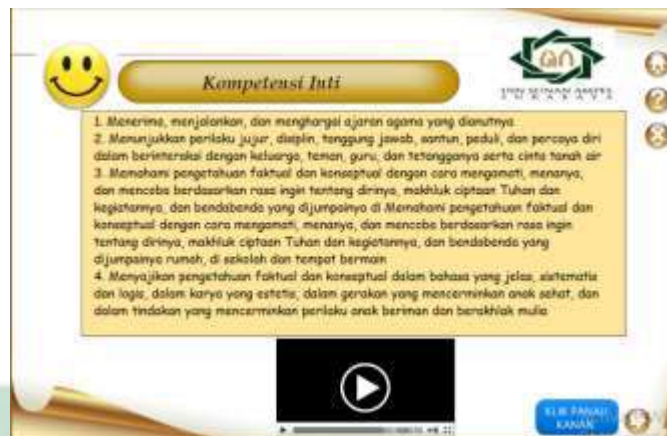 Kompetensi Inti
UIN SUNAN AMPEL
S U R A B A Y A
1. Menerima, menjalankan, dan menghargai ajaran agama yang dianutnya
2. Menunjukkan perilaku jujur, disiplin, tanggung jawab, santun, peduli, dan percaya diri
dalam berinteraksi dengan keluarga, teman, guru, dan tetangganya serta cinta tanah air
3. Memahami pengetahuan faktual dan konseptual dengan cara mengamati, menanya,
dan mencoba berdasarkan rasa ingin tentang dirinya, makhluk ciptaan Tuhan dan
kegiatannya, dan bendabenda yang dijumpainya di Memahami pengetahuan faktual dan
konseptual dengan cara mengamati, menanya, dan mencoba berdasarkan rasa ingin
tentang dirinya, makhluk ciptaan Tuhan dan kegiatannya, dan bendabenda yang
dijumpainya rumah, di sekolah dan tempat bermain
4. Menyajikan pengetahuan faktual dan konseptual dalam bahasa yang jelas, sistematis
dan logis, dalam karya yang estetis, dalam gerakan yang mencerminkan anak sehat, dan
dalam tindakan yang mencerminkan perilaku anak beriman dan berakhlak mulia
KLIK PANAH
KANAN